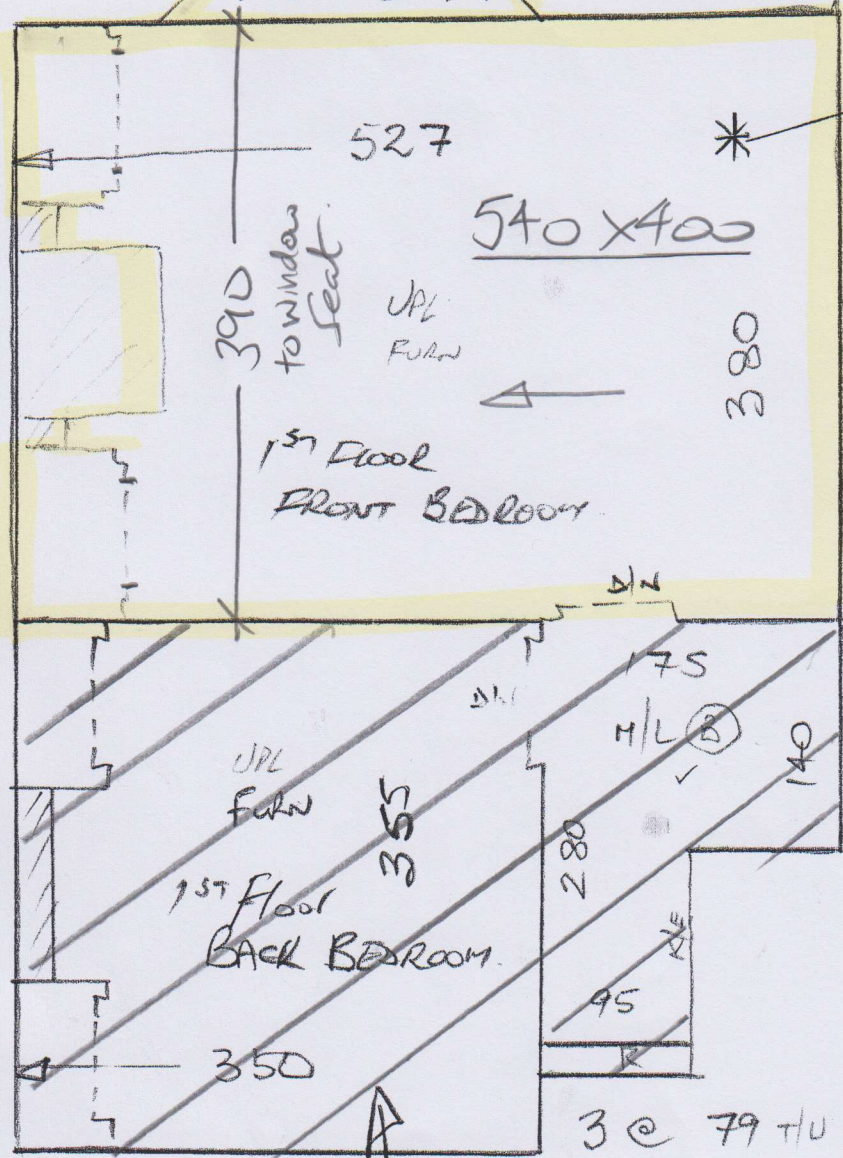 527
540 X 400
390
to window
Seat.
UPL
FURN
380
1ST FLOOR
FRONT BEDROOM
D/N
175
D/N
H/L
140
UPL
FURN
355
280
1ST Floor
BACK BEDROOM.
95
R
350
3 @ 79 T/U